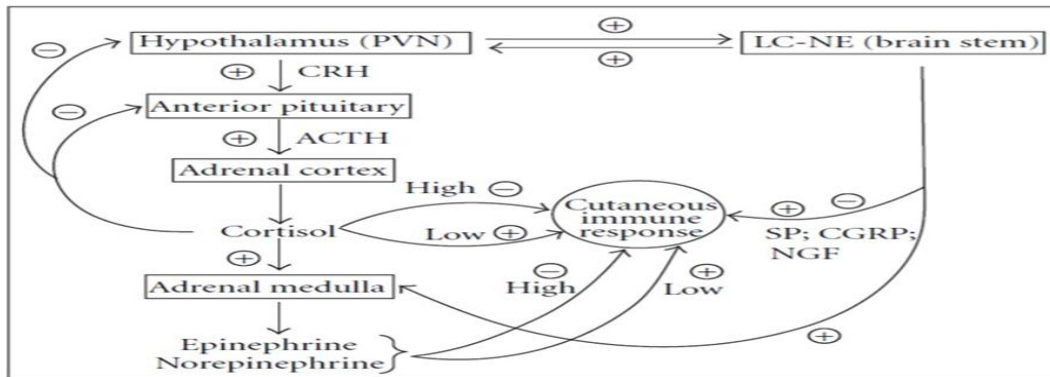 ⊖
Hypothalamus (PVN)
⊕
⊕
LC-NE (brain stem)
⊕ CRH
⊖
Anterior pituitary
⊕ ACTH
Adrenal cortex
High ⊖
Cutaneous
immune
response
⊕ ⊖
Cortisol
Low ⊕
SP; CGRP;
NGF
⊕
Adrenal medulla
⊖
High
⊕
Low
Epinephrine
Norepinephrine
⊕